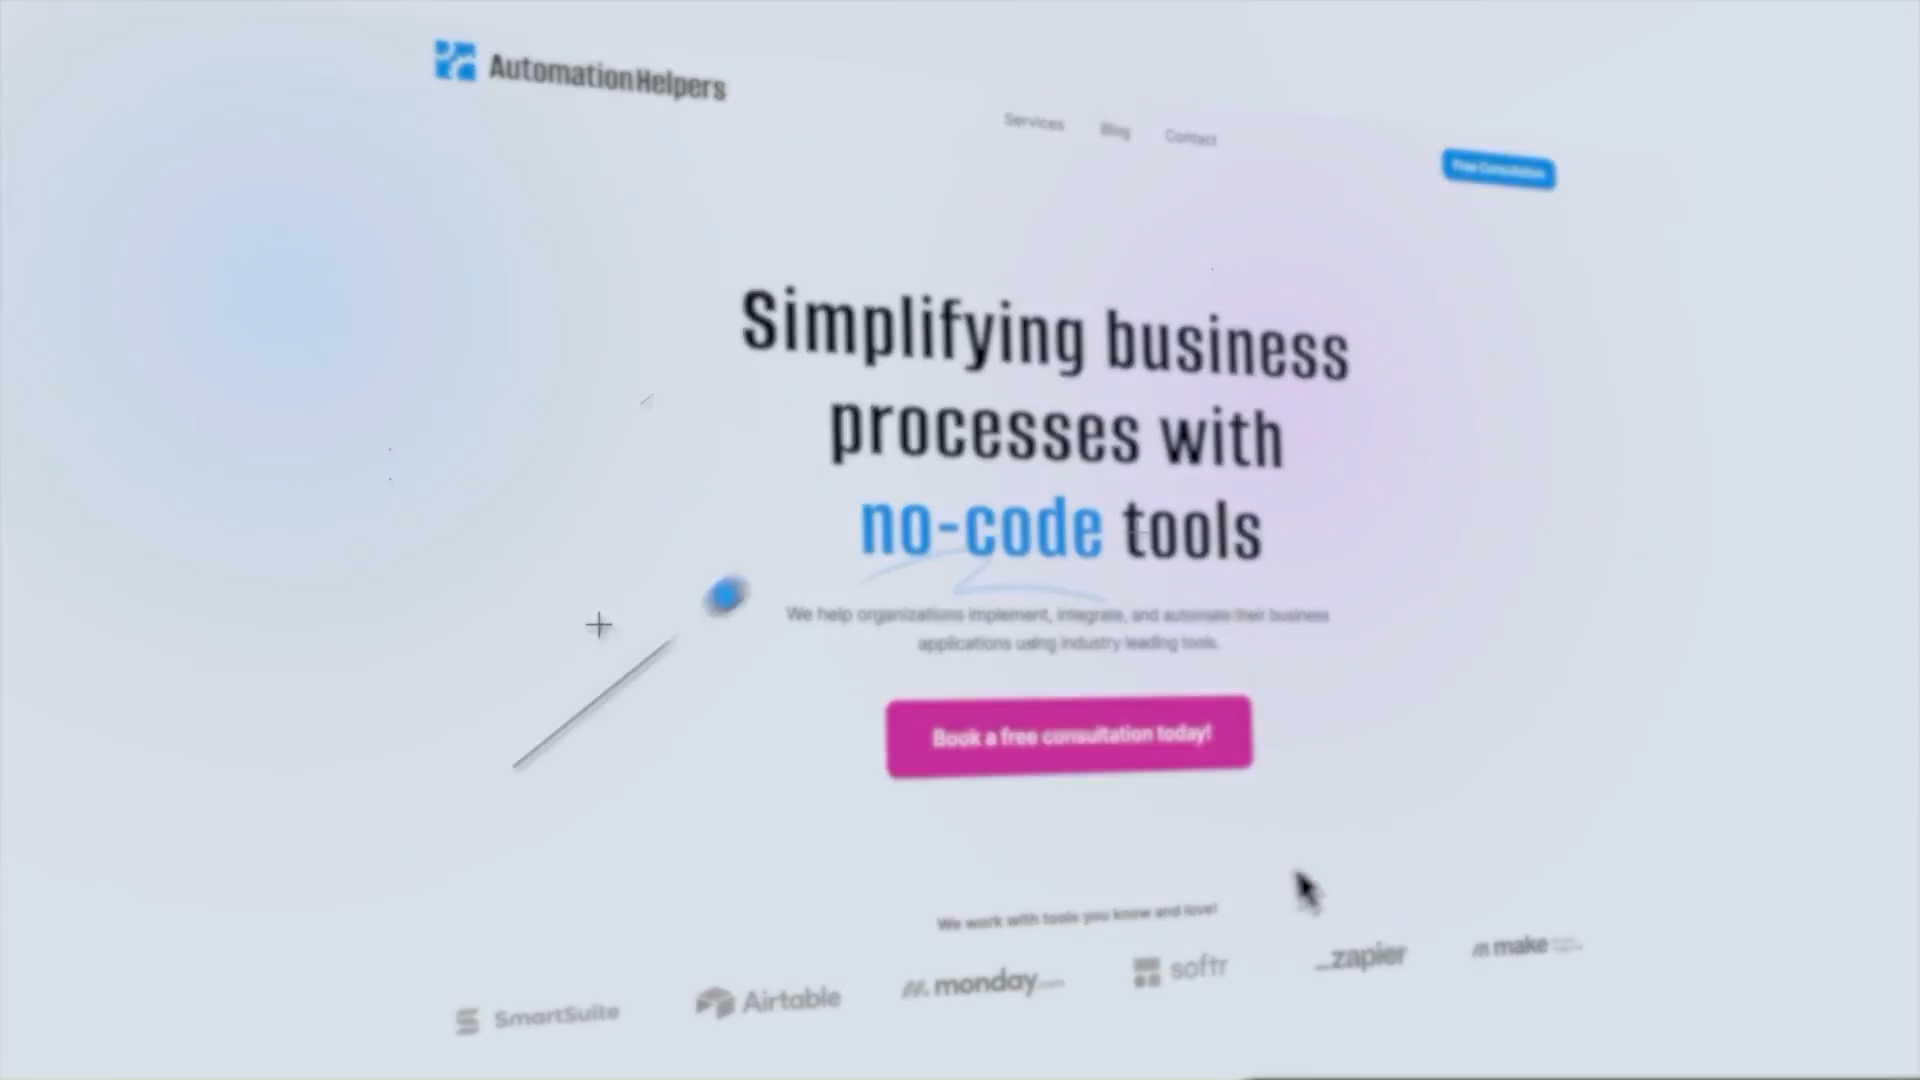 AutomationHelpers
Services Blog Contact
Free Consultation
Simplifying business
processes with
no-code tools
We help organizations implement, integrate, and automate their business
applications using industry leading tools.
Book a free consultation today!
We work with tools you know and love!
SmartSuite Airtable monday.com softr _zapier make